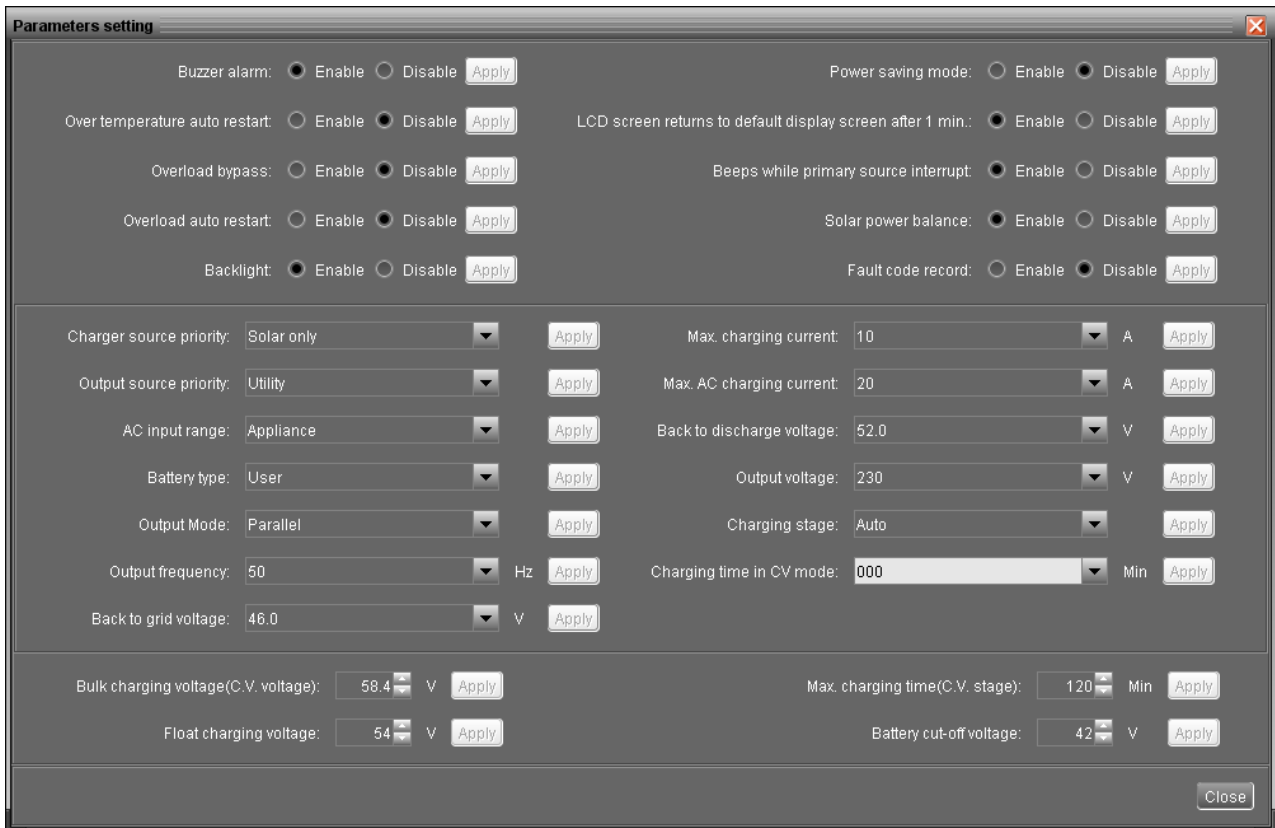 Parameters setting
Buzzer alarm: Enable Disable Apply Power saving mode: Enable Disable Apply
Over temperature auto restart: Enable Disable Apply LCD screen returns to default display screen after 1 min.: Enable Disable Apply
Overload bypass: Enable Disable Apply Beeps while primary source interrupt: Enable Disable Apply
Overload auto restart: Enable Disable Apply Solar power balance: Enable Disable Apply
Backlight: Enable Disable Apply Fault code record: Enable Disable Apply
Charger source priority: Solar only Apply Max. charging current: 10 A Apply
Output source priority: Utility Apply Max. AC charging current: 20 A Apply
AC input range: Appliance Apply Back to discharge voltage: 52.0 V Apply
Battery type: User Apply Output voltage: 230 V Apply
Output Mode: Parallel Apply Charging stage: Auto Apply
Output frequency: 50 Hz Apply Charging time in CV mode: 000 Min Apply
Back to grid voltage: 46.0 V Apply
Bulk charging voltage(C.V. voltage): 58.4 V Apply Max. charging time(C.V. stage): 120 Min Apply
Float charging voltage: 54 V Apply Battery cut-off voltage: 42 V Apply
Close